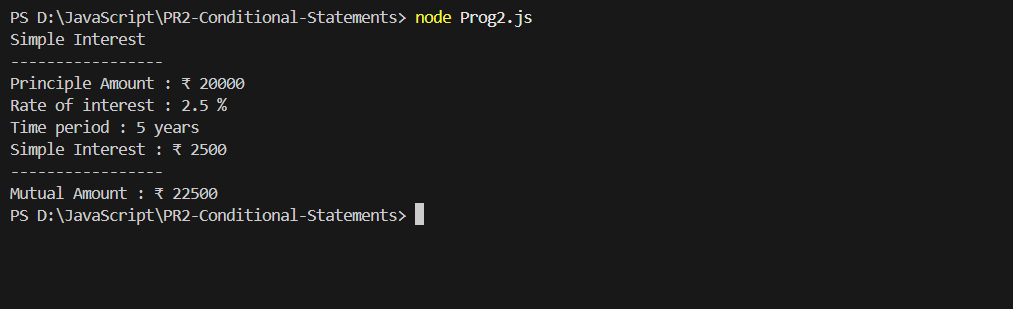 PS D:\JavaScript\PR2-Conditional-Statements> node Prog2.js
Simple Interest
-----------------
Principle Amount : ₹ 20000
Rate of interest : 2.5 %
Time period : 5 years
Simple Interest : ₹ 2500
-----------------
Mutual Amount : ₹ 22500
PS D:\JavaScript\PR2-Conditional-Statements>